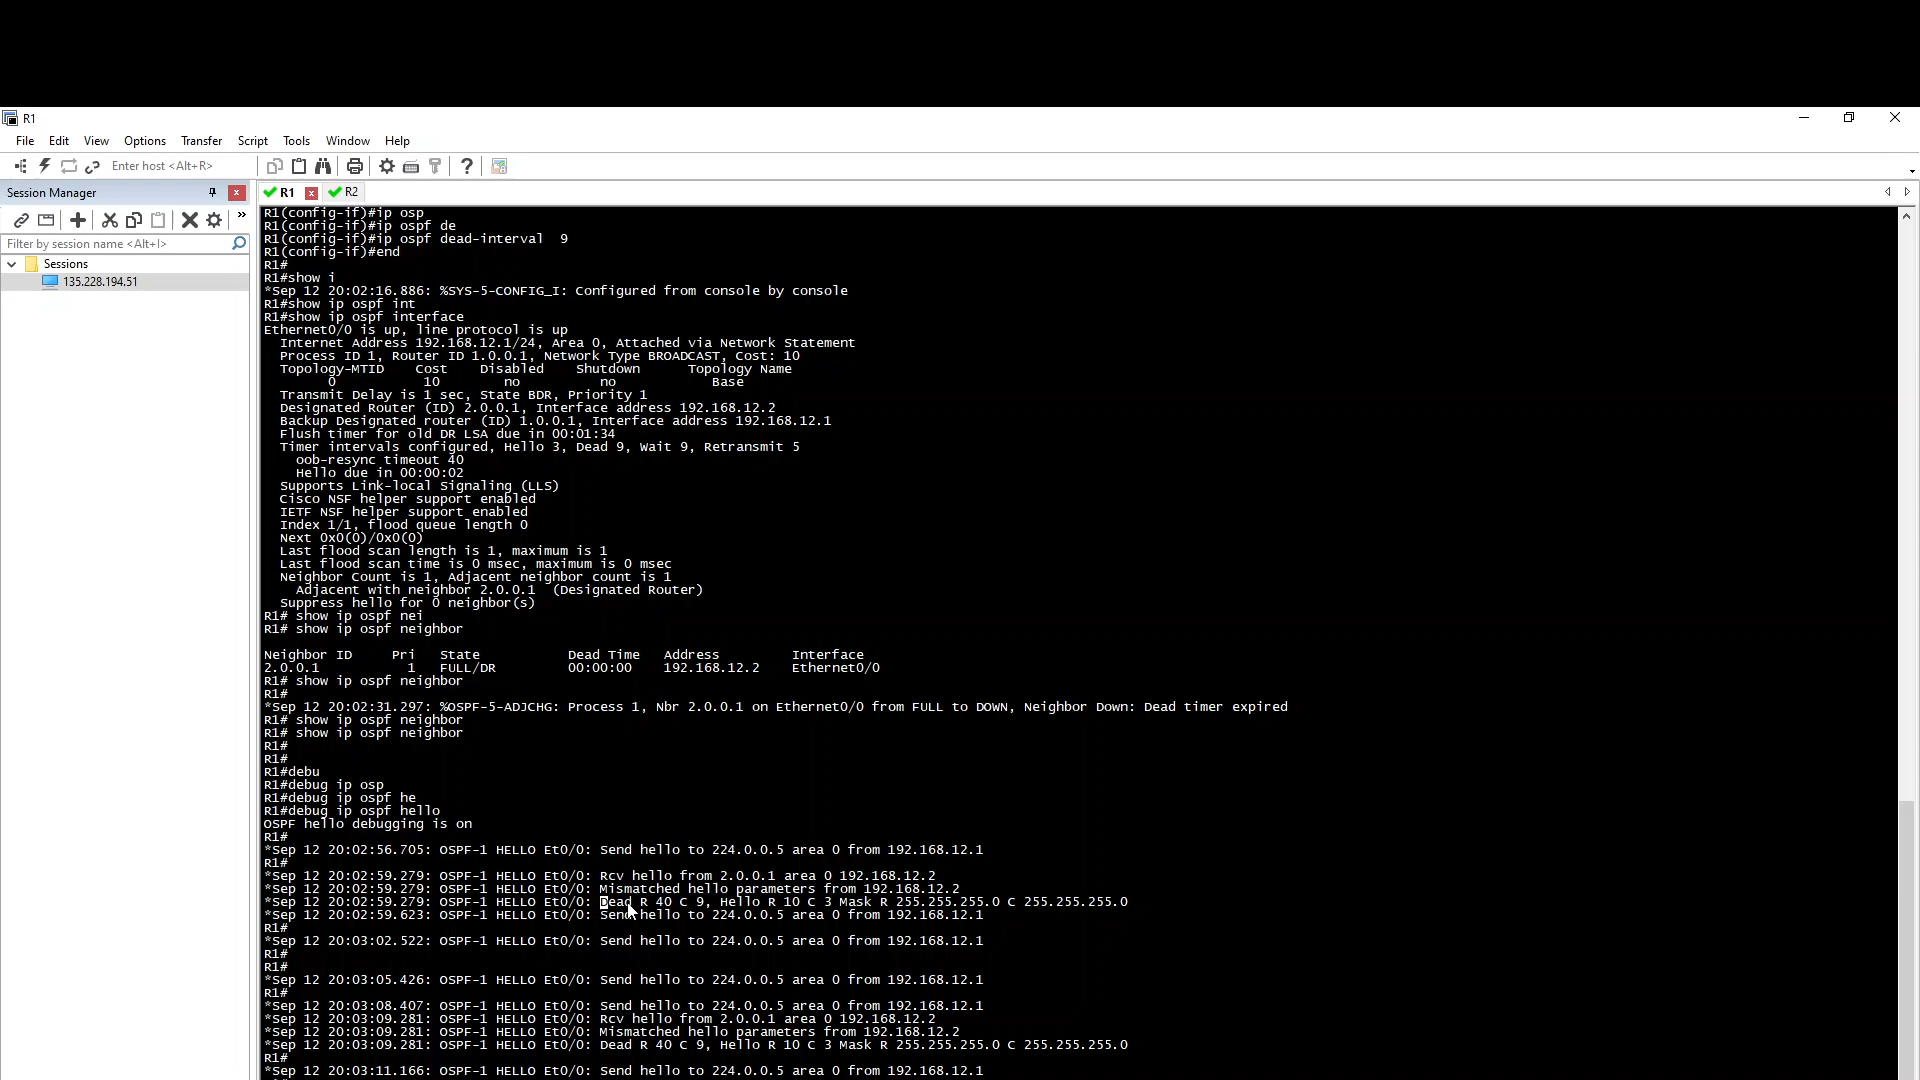 R1
File Edit View Options Transfer Script Tools Window Help
Enter host <Alt+R>
Session Manager
R1 R2
Filter by session name <Alt+I>
Sessions
135.228.194.51
R1(config-if)#ip osp
R1(config-if)#ip ospf de
R1(config-if)#ip ospf dead-interval  9
R1(config-if)#end
R1#
R1#show i
*Sep 12 20:02:16.886: %SYS-5-CONFIG_I: Configured from console by console
R1#show ip ospf int
R1#show ip ospf interface
Ethernet0/0 is up, line protocol is up
  Internet Address 192.168.12.1/24, Area 0, Attached via Network Statement
  Process ID 1, Router ID 1.0.0.1, Network Type BROADCAST, Cost: 10
  Topology-MTID    Cost    Disabled    Shutdown      Topology Name
        0           10        no          no            Base
  Transmit Delay is 1 sec, State BDR, Priority 1
  Designated Router (ID) 2.0.0.1, Interface address 192.168.12.2
  Backup Designated router (ID) 1.0.0.1, Interface address 192.168.12.1
  Flush timer for old DR LSA due in 00:01:34
  Timer intervals configured, Hello 3, Dead 9, Wait 9, Retransmit 5
    oob-resync timeout 40
    Hello due in 00:00:02
  Supports Link-local Signaling (LLS)
  Cisco NSF helper support enabled
  IETF NSF helper support enabled
  Index 1/1, flood queue length 0
  Next 0x0(0)/0x0(0)
  Last flood scan length is 1, maximum is 1
  Last flood scan time is 0 msec, maximum is 0 msec
  Neighbor Count is 1, Adjacent neighbor count is 1
    Adjacent with neighbor 2.0.0.1  (Designated Router)
  Suppress hello for 0 neighbor(s)
R1# show ip ospf nei
R1# show ip ospf neighbor
Neighbor ID     Pri   State           Dead Time   Address         Interface
2.0.0.1           1   FULL/DR         00:00:00    192.168.12.2    Ethernet0/0
R1# show ip ospf neighbor
R1#
*Sep 12 20:02:31.297: %OSPF-5-ADJCHG: Process 1, Nbr 2.0.0.1 on Ethernet0/0 from FULL to DOWN, Neighbor Down: Dead timer expired
R1# show ip ospf neighbor
R1# show ip ospf neighbor
R1#
R1#
R1#debu
R1#debug ip osp
R1#debug ip ospf he
R1#debug ip ospf hello
OSPF hello debugging is on
R1#
*Sep 12 20:02:56.705: OSPF-1 HELLO Et0/0: Send hello to 224.0.0.5 area 0 from 192.168.12.1
R1#
*Sep 12 20:02:59.279: OSPF-1 HELLO Et0/0: Rcv hello from 2.0.0.1 area 0 192.168.12.2
*Sep 12 20:02:59.279: OSPF-1 HELLO Et0/0: Mismatched hello parameters from 192.168.12.2
*Sep 12 20:02:59.279: OSPF-1 HELLO Et0/0: Dead R 40 C 9, Hello R 10 C 3 Mask R 255.255.255.0 C 255.255.255.0
*Sep 12 20:02:59.623: OSPF-1 HELLO Et0/0: Send hello to 224.0.0.5 area 0 from 192.168.12.1
R1#
*Sep 12 20:03:02.522: OSPF-1 HELLO Et0/0: Send hello to 224.0.0.5 area 0 from 192.168.12.1
R1#
R1#
*Sep 12 20:03:05.426: OSPF-1 HELLO Et0/0: Send hello to 224.0.0.5 area 0 from 192.168.12.1
R1#
*Sep 12 20:03:08.407: OSPF-1 HELLO Et0/0: Send hello to 224.0.0.5 area 0 from 192.168.12.1
*Sep 12 20:03:09.281: OSPF-1 HELLO Et0/0: Rcv hello from 2.0.0.1 area 0 192.168.12.2
*Sep 12 20:03:09.281: OSPF-1 HELLO Et0/0: Mismatched hello parameters from 192.168.12.2
*Sep 12 20:03:09.281: OSPF-1 HELLO Et0/0: Dead R 40 C 9, Hello R 10 C 3 Mask R 255.255.255.0 C 255.255.255.0
R1#
*Sep 12 20:03:11.166: OSPF-1 HELLO Et0/0: Send hello to 224.0.0.5 area 0 from 192.168.12.1